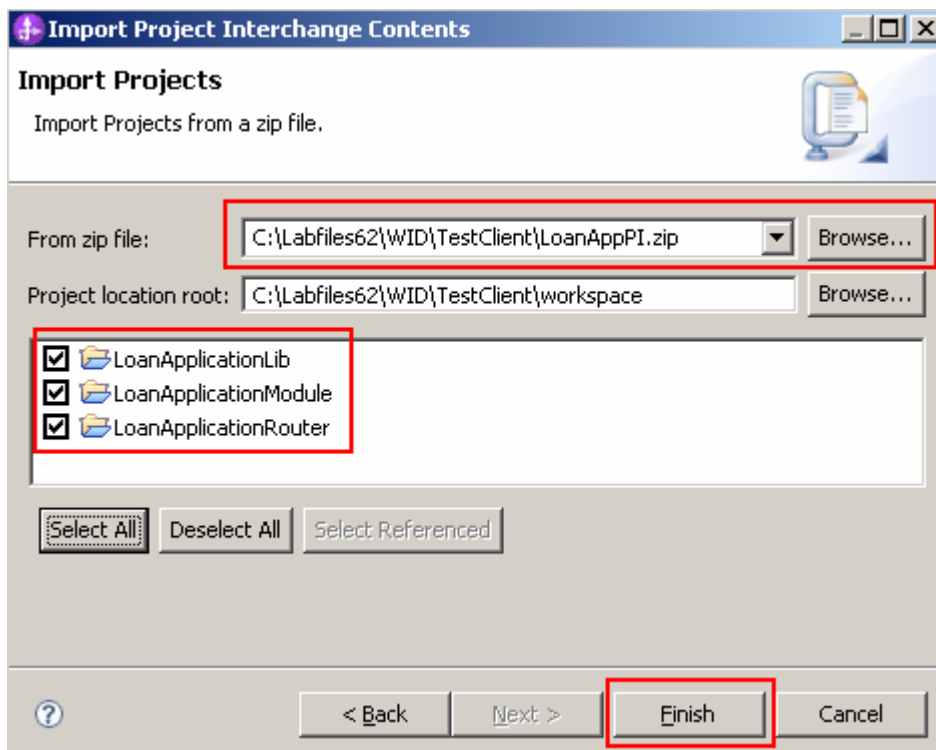 Import Project Interchange Contents
Import Projects
Import Projects from a zip file.
From zip file: C:\Labfiles62\WID\TestClient\LoanAppPI.zip Browse...
Project location root: C:\Labfiles62\WID\TestClient\workspace Browse...
LoanApplicationLib
LoanApplicationModule
LoanApplicationRouter
Select All Deselect All Select Referenced
? < Back Next > Finish Cancel